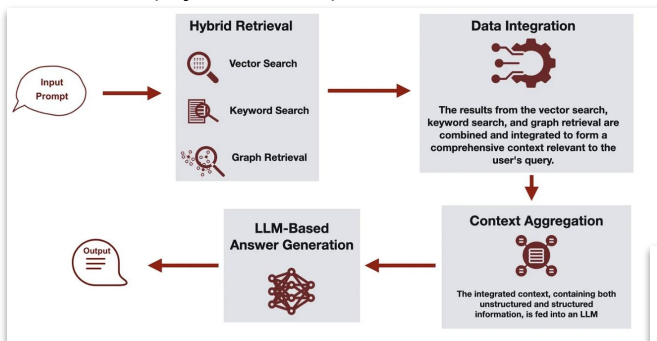 Input
Prompt
Hybrid Retrieval
Vector Search
Keyword Search
Graph Retrieval
Data Integration
The results from the vector search,
keyword search, and graph retrieval are
combined and integrated to form a
comprehensive context relevant to the
user's query.
Context Aggregation
The integrated context, containing both
unstructured and structured
information, is fed into an LLM
LLM-Based
Answer Generation
Output